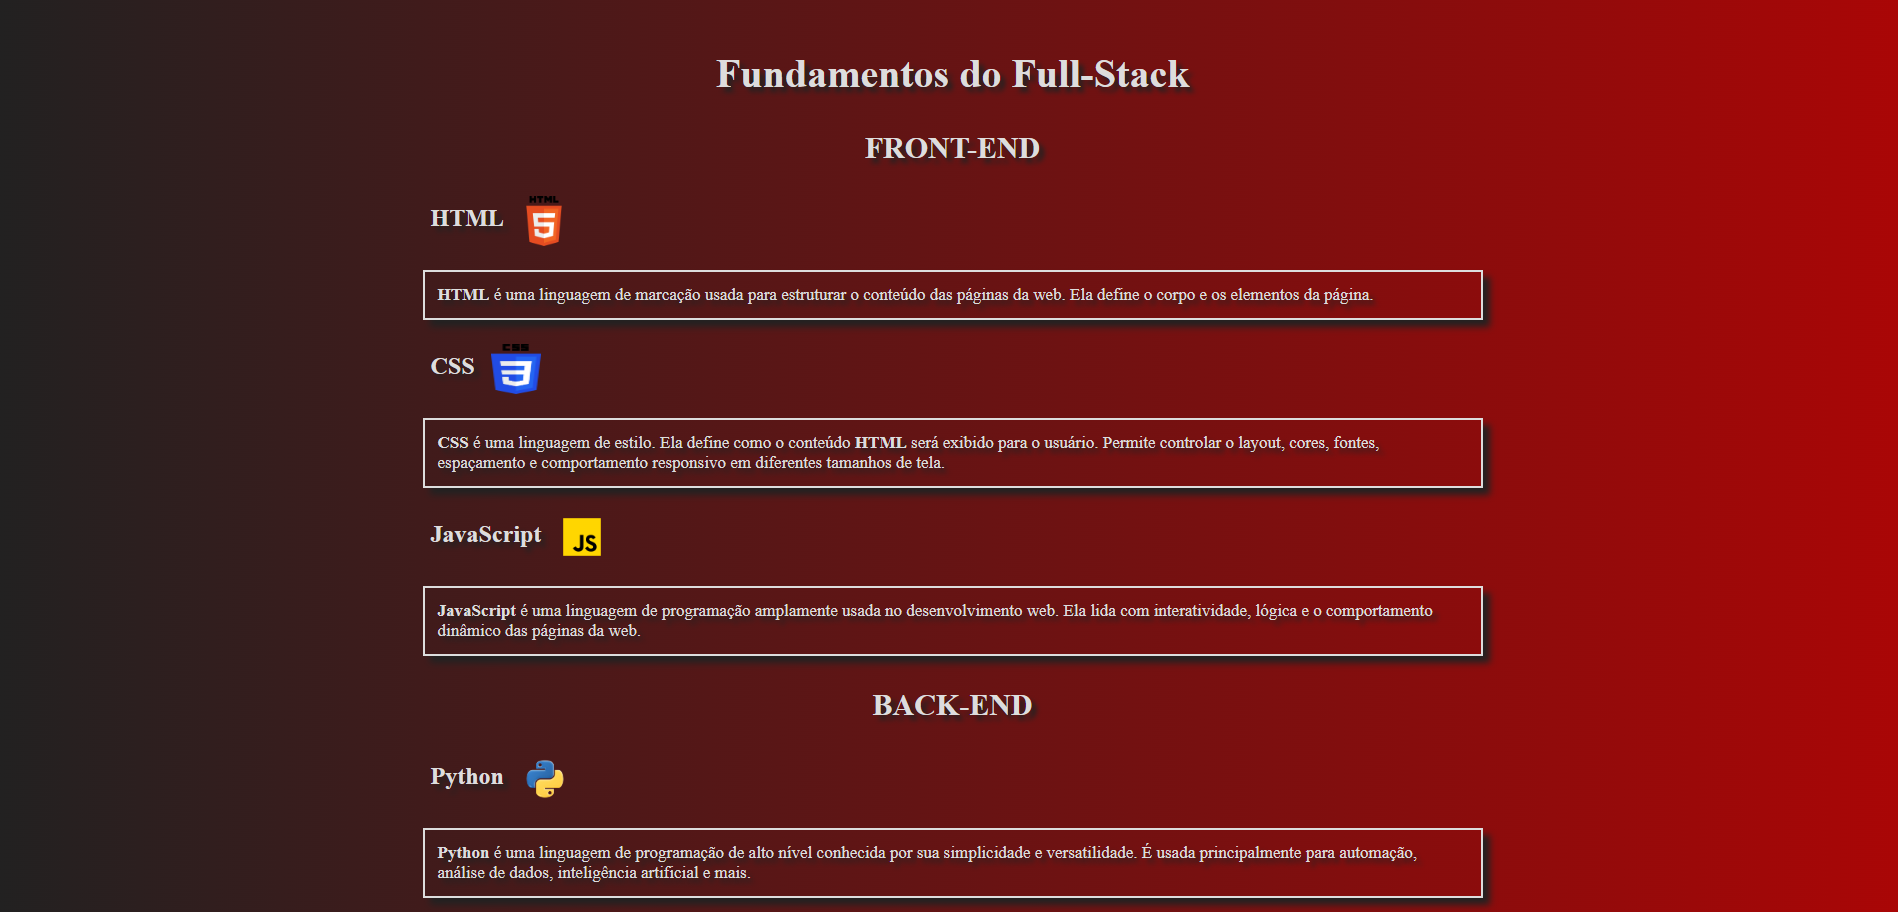 Fundamentos do Full-Stack
FRONT-END
HTML
HTML
5
HTML é uma linguagem de marcação usada para estruturar o conteúdo das páginas da web. Ela define o corpo e os elementos da página.
CSS
CSS
3
CSS é uma linguagem de estilo. Ela define como o conteúdo HTML será exibido para o usuário. Permite controlar o layout, cores, fontes,
espaçamento e comportamento responsivo em diferentes tamanhos de tela.
JavaScript
JS
JavaScript é uma linguagem de programação amplamente usada no desenvolvimento web. Ela lida com interatividade, lógica e o comportamento
dinâmico das páginas da web.
BACK-END
Python
Python é uma linguagem de programação de alto nível conhecida por sua simplicidade e versatilidade. É usada principalmente para automação,
análise de dados, inteligência artificial e mais.